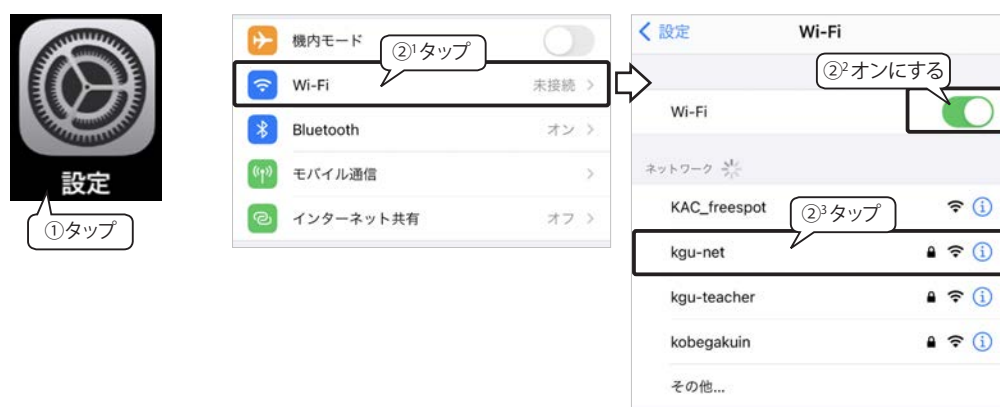 設定
①タップ
機内モード
②¹タップ
Wi-Fi 未接続
Bluetooth オン
モバイル通信
インターネット共有 オフ
設定 Wi-Fi
②²オンにする
Wi-Fi
ネットワーク
KAC_freespot
②³タップ
kgu-net
kgu-teacher
kobegakuin
その他...